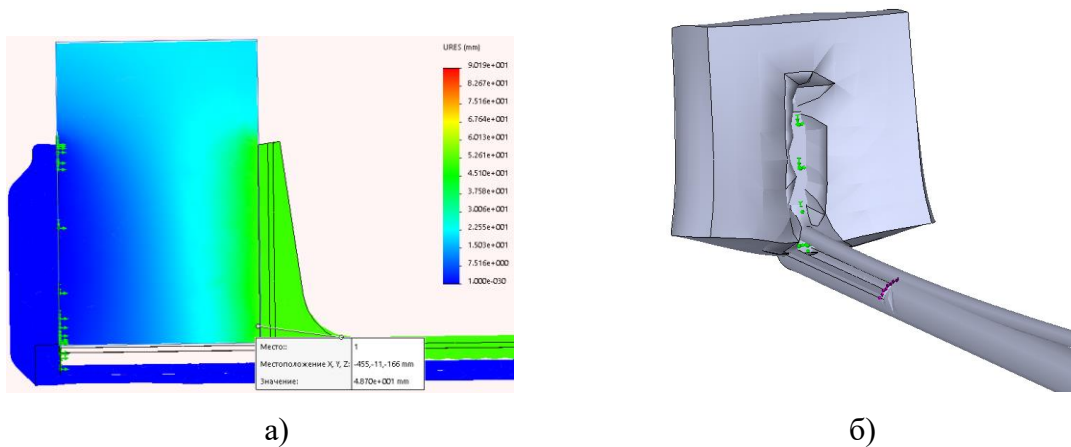 URES (mm)
9.019e+001
8.267e+001
7.516e+001
6.764e+001
6.013e+001
5.261e+001
4.510e+001
3.758e+001
3.006e+001
2.255e+001
1.503e+001
7.516e+000
1.000e-030
Место: 1
Местоположение X, Y, Z: -455,-11,-166 mm
Значение: 4.870e+001 mm
а) б)